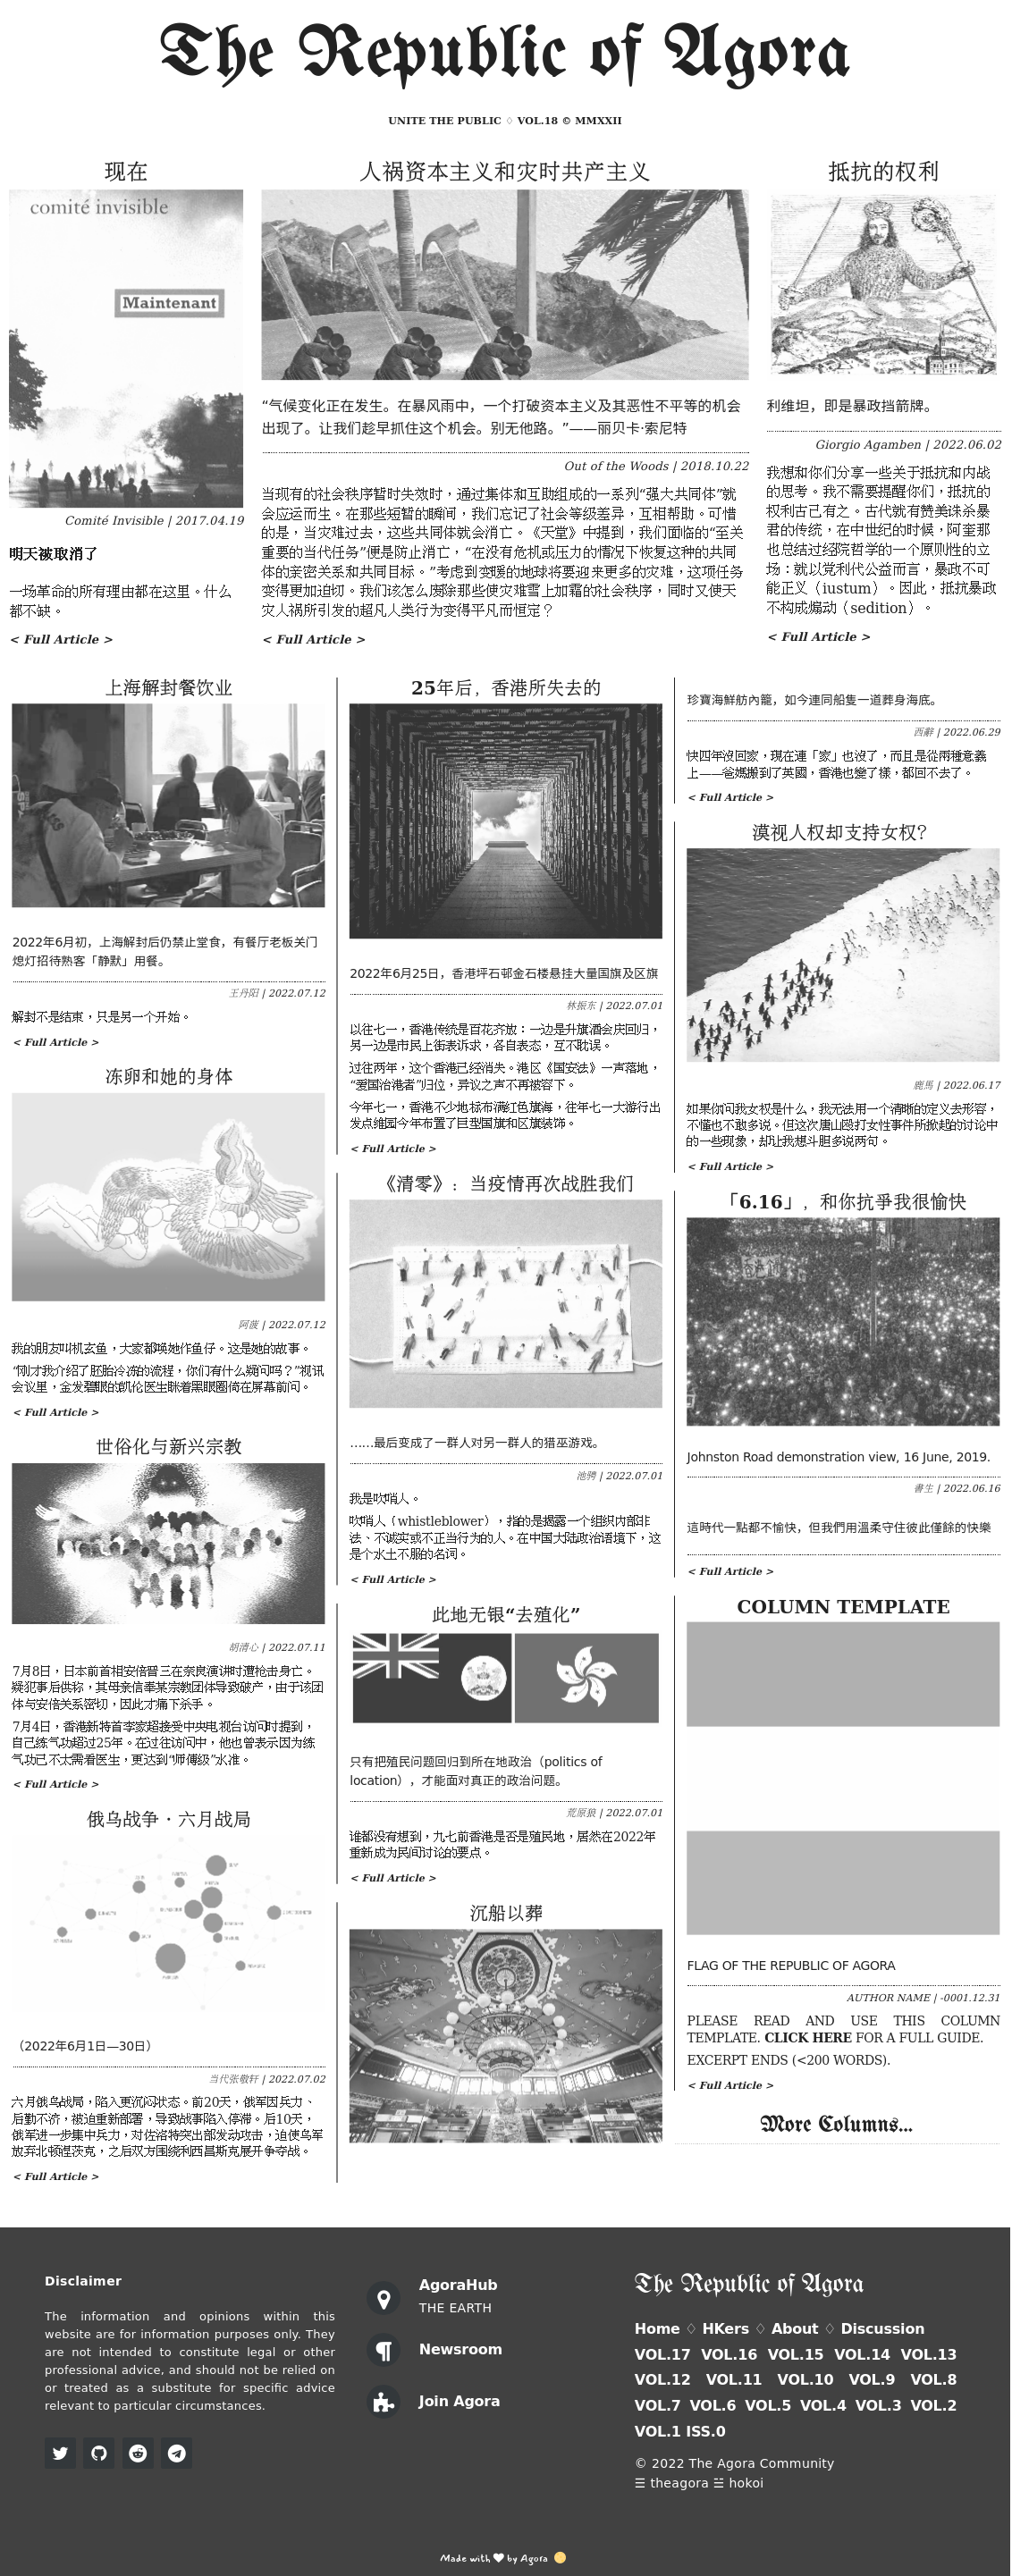 The Republic of Agora
UNITE THE PUBLIC ♢ VOL.18 © MMXXII
现在
comité invisible
Maintenant
Comité Invisible | 2017.04.19
明天被取消了
一场革命的所有理由都在这里。什么
都不缺。
< Full Article >
人祸资本主义和灾时共产主义
“气候变化正在发生。在暴风雨中，一个打破资本主义及其恶性不平等的机会
出现了。让我们趁早抓住这个机会。别无他路。”——丽贝卡·索尼特
Out of the Woods | 2018.10.22
当现有的社会秩序暂时失效时，通过集体和互助组成的一系列“强大共同体”就
会应运而生。在那些短暂的瞬间，我们忘记了社会等级差异，互相帮助。可惜
的是，当灾难过去，这些共同体就会消亡。《天堂》中提到，我们面临的“至关
重要的当代任务”便是防止消亡，“在没有危机或压力的情况下恢复这种的共同
体的亲密关系和共同目标。”考虑到变暖的地球将要迎来更多的灾难，这项任务
变得更加迫切。我们该怎么废除那些使灾难雪上加霜的社会秩序，同时又使天
灾人祸所引发的超凡人类行为变得平凡而恒定？
< Full Article >
抵抗的权利
利维坦，即是暴政挡箭牌。
Giorgio Agamben | 2022.06.02
我想和你们分享一些关于抵抗和内战
的思考。我不需要提醒你们，抵抗的
权利古已有之。古代就有赞美诛杀暴
君的传统，在中世纪的时候，阿奎那
也总结过经院哲学的一个原则性的立
场：就以党利代公益而言，暴政不可
能正义（iustum）。因此，抵抗暴政
不构成煽动（sedition）。
< Full Article >
上海解封餐饮业
2022年6月初，上海解封后仍禁止堂食，有餐厅老板关门
熄灯招待熟客「静默」用餐。
王丹阳 | 2022.07.12
解封不是结束，只是另一个开始。
< Full Article >
冻卵和她的身体
阿廋 | 2022.07.12
我的朋友叫机玄鱼，大家都唤她作鱼仔。这是她的故事。
“刚才我介绍了胚胎冷冻的流程，你们有什么疑问吗？”视讯
会议里，金发碧眼的凯伦医生眯着黑眼圈倚在屏幕前问。
< Full Article >
世俗化与新兴宗教
胡清心 | 2022.07.11
7月8日，日本前首相安倍晋三在奈良演讲时遭枪击身亡。
疑犯事后供称，其母亲信奉某宗教团体导致破产，由于该团
体与安倍关系密切，因此才痛下杀手。
7月4日，香港新特首李家超接受中央电视台访问时提到，
自己练气功超过25年。在过往访问中，他也曾表示因为练
气功已不太需看医生，更达到“师傅级”水准。
< Full Article >
俄乌战争 · 六月战局
（2022年6月1日—30日）
当代张敬轩 | 2022.07.02
六月俄乌战局，陷入更沉闷状态。前20天，俄军因兵力、
后勤不济，被迫重新部署，导致战事陷入停滞。后10天，
俄军进一步集中兵力，对佐洛特突出部发动攻击，迫使乌军
放弃北顿涅茨克，之后双方围绕利西昌斯克展开争夺战。
< Full Article >
25年后，香港所失去的
2022年6月25日，香港坪石邨金石楼悬挂大量国旗及区旗
林振东 | 2022.07.01
以往七一，香港传统是百花齐放：一边是升旗酒会庆回归，
另一边是市民上街表诉求，各自表态，互不耽误。
过往两年，这个香港已经消失。港区《国安法》一声落地，
“爱国治港者”归位，异议之声不再被容下。
今年七一，香港不少地标布满红色旗海，往年七一大游行出
发点维园今年布置了巨型国旗和区旗装饰。
< Full Article >
《清零》：当疫情再次战胜我们
……最后变成了一群人对另一群人的猎巫游戏。
池骋 | 2022.07.01
我是吹哨人。
吹哨人（whistleblower），指的是揭露一个组织内部非
法、不诚实或不正当行为的人。在中国大陆政治语境下，这
是个水土不服的名词。
< Full Article >
此地无银“去殖化”
只有把殖民问题回归到所在地政治（politics of
location），才能面对真正的政治问题。
荒原狼 | 2022.07.01
谁都没有想到，九七前香港是否是殖民地，居然在2022年
重新成为民间讨论的要点。
< Full Article >
沉船以葬
珍寶海鮮舫內籠，如今連同船隻一道葬身海底。
西辭 | 2022.06.29
快四年沒回家，現在連「家」也沒了，而且是從兩種意義
上——爸媽搬到了英國，香港也變了樣，都回不去了。
< Full Article >
漠视人权却支持女权？
鹿馬 | 2022.06.17
如果你问我女权是什么，我无法用一个清晰的定义去形容，
不懂也不敢多说。但这次唐山殴打女性事件所掀起的讨论中
的一些现象，却让我想斗胆多说两句。
< Full Article >
「6.16」，和你抗爭我很愉快
Johnston Road demonstration view, 16 June, 2019.
書生 | 2022.06.16
這時代一點都不愉快，但我們用溫柔守住彼此僅餘的快樂
< Full Article >
COLUMN TEMPLATE
FLAG OF THE REPUBLIC OF AGORA
AUTHOR NAME | -0001.12.31
PLEASE READ AND USE THIS COLUMN
TEMPLATE. CLICK HERE FOR A FULL GUIDE.
EXCERPT ENDS (<200 WORDS).
< Full Article >
More Columns...
Disclaimer
The information and opinions within this
website are for information purposes only. They
are not intended to constitute legal or other
professional advice, and should not be relied on
or treated as a substitute for specific advice
relevant to particular circumstances.
AgoraHub
THE EARTH
Newsroom
Join Agora
The Republic of Agora
Home ♢ HKers ♢ About ♢ Discussion
VOL.17 VOL.16 VOL.15 VOL.14 VOL.13
VOL.12 VOL.11 VOL.10 VOL.9 VOL.8
VOL.7 VOL.6 VOL.5 VOL.4 VOL.3 VOL.2
VOL.1 ISS.0
© 2022 The Agora Community
☰ theagora ☱ hokoi
Made with ♥ by Agora